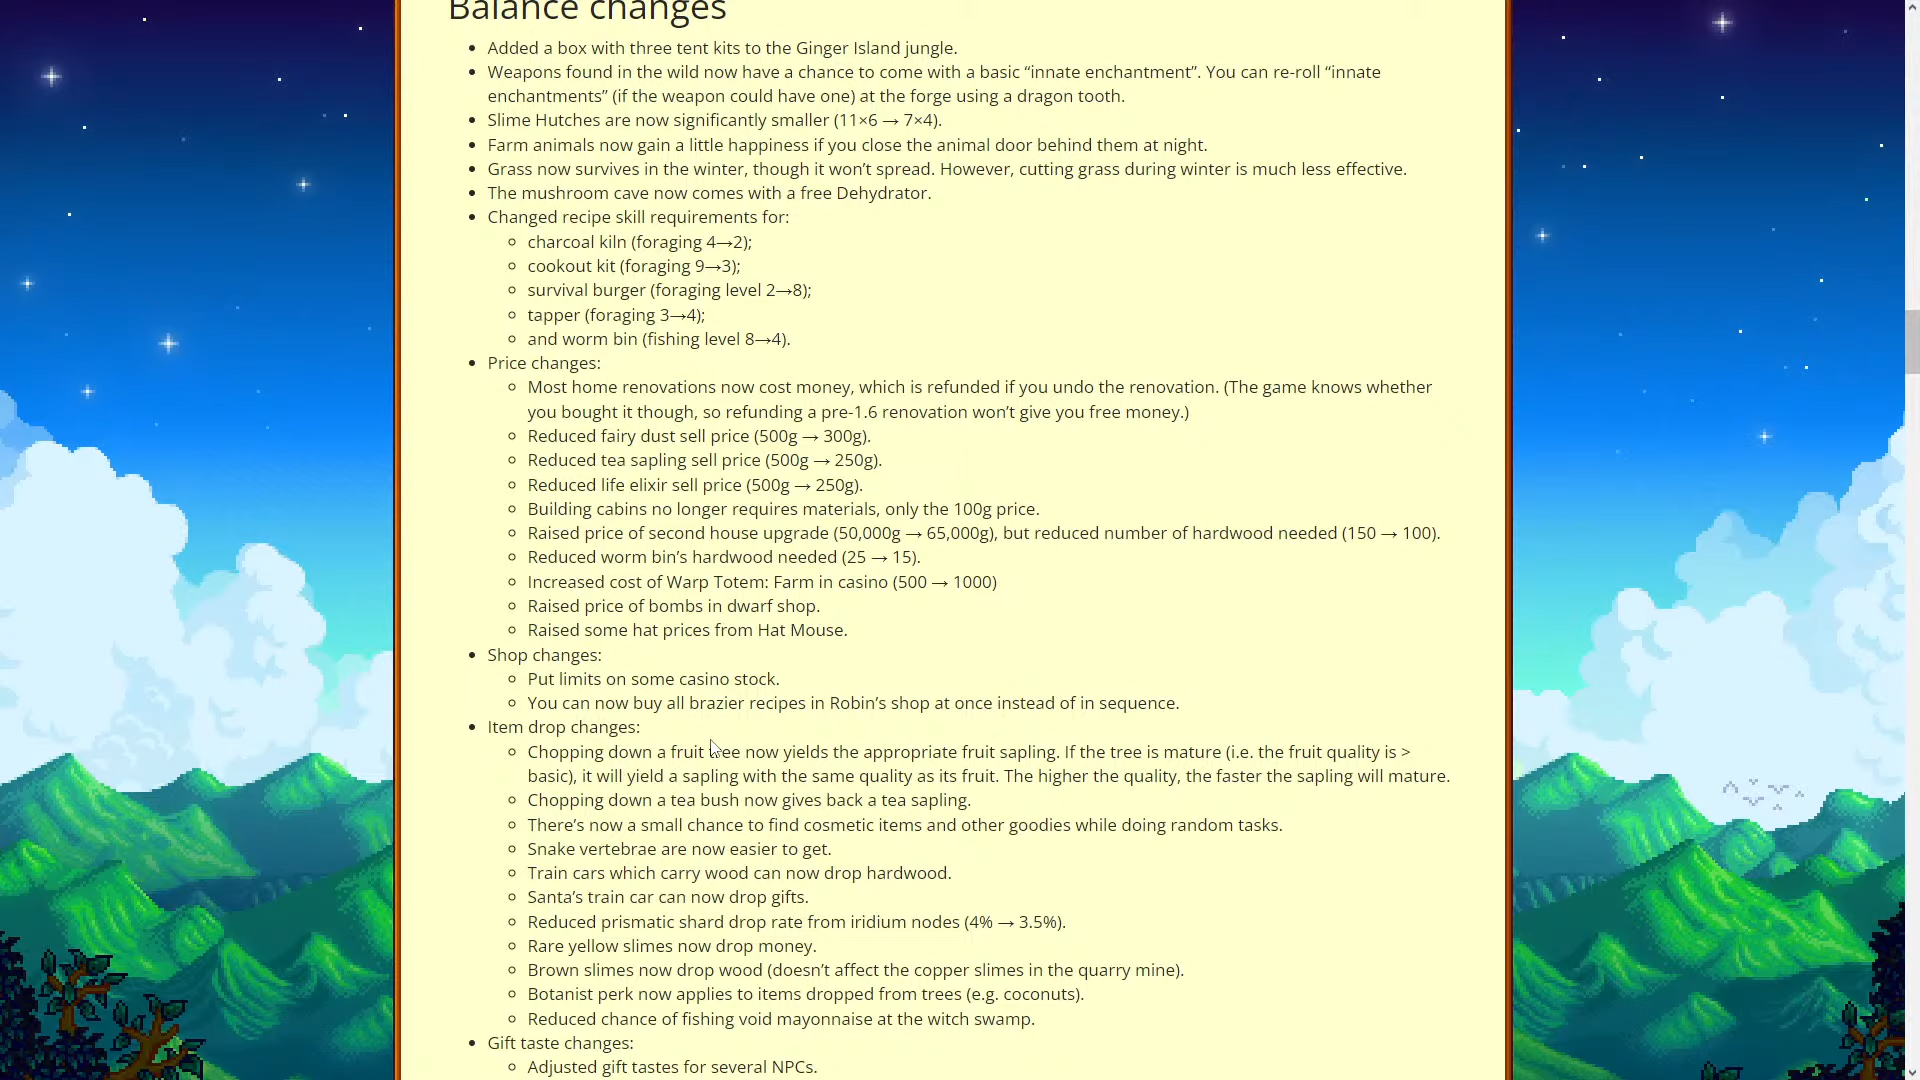 Balance changes
• Added a box with three tent kits to the Ginger Island jungle.
• Weapons found in the wild now have a chance to come with a basic “innate enchantment”. You can re-roll “innate
enchantments” (if the weapon could have one) at the forge using a dragon tooth.
• Slime Hutches are now significantly smaller (11×6 → 7×4).
• Farm animals now gain a little happiness if you close the animal door behind them at night.
• Grass now survives in the winter, though it won’t spread. However, cutting grass during winter is much less effective.
• The mushroom cave now comes with a free Dehydrator.
• Changed recipe skill requirements for:
◦ charcoal kiln (foraging 4→2);
◦ cookout kit (foraging 9→3);
◦ survival burger (foraging level 2→8);
◦ tapper (foraging 3→4);
◦ and worm bin (fishing level 8→4).
• Price changes:
◦ Most home renovations now cost money, which is refunded if you undo the renovation. (The game knows whether
you bought it though, so refunding a pre-1.6 renovation won’t give you free money.)
◦ Reduced fairy dust sell price (500g → 300g).
◦ Reduced tea sapling sell price (500g → 250g).
◦ Reduced life elixir sell price (500g → 250g).
◦ Building cabins no longer requires materials, only the 100g price.
◦ Raised price of second house upgrade (50,000g → 65,000g), but reduced number of hardwood needed (150 → 100).
◦ Reduced worm bin’s hardwood needed (25 → 15).
◦ Increased cost of Warp Totem: Farm in casino (500 → 1000)
◦ Raised price of bombs in dwarf shop.
◦ Raised some hat prices from Hat Mouse.
• Shop changes:
◦ Put limits on some casino stock.
◦ You can now buy all brazier recipes in Robin’s shop at once instead of in sequence.
• Item drop changes:
◦ Chopping down a fruit tree now yields the appropriate fruit sapling. If the tree is mature (i.e. the fruit quality is >
basic), it will yield a sapling with the same quality as its fruit. The higher the quality, the faster the sapling will mature.
◦ Chopping down a tea bush now gives back a tea sapling.
◦ There’s now a small chance to find cosmetic items and other goodies while doing random tasks.
◦ Snake vertebrae are now easier to get.
◦ Train cars which carry wood can now drop hardwood.
◦ Santa’s train car can now drop gifts.
◦ Reduced prismatic shard drop rate from iridium nodes (4% → 3.5%).
◦ Rare yellow slimes now drop money.
◦ Brown slimes now drop wood (doesn’t affect the copper slimes in the quarry mine).
◦ Botanist perk now applies to items dropped from trees (e.g. coconuts).
◦ Reduced chance of fishing void mayonnaise at the witch swamp.
• Gift taste changes:
◦ Adjusted gift tastes for several NPCs.